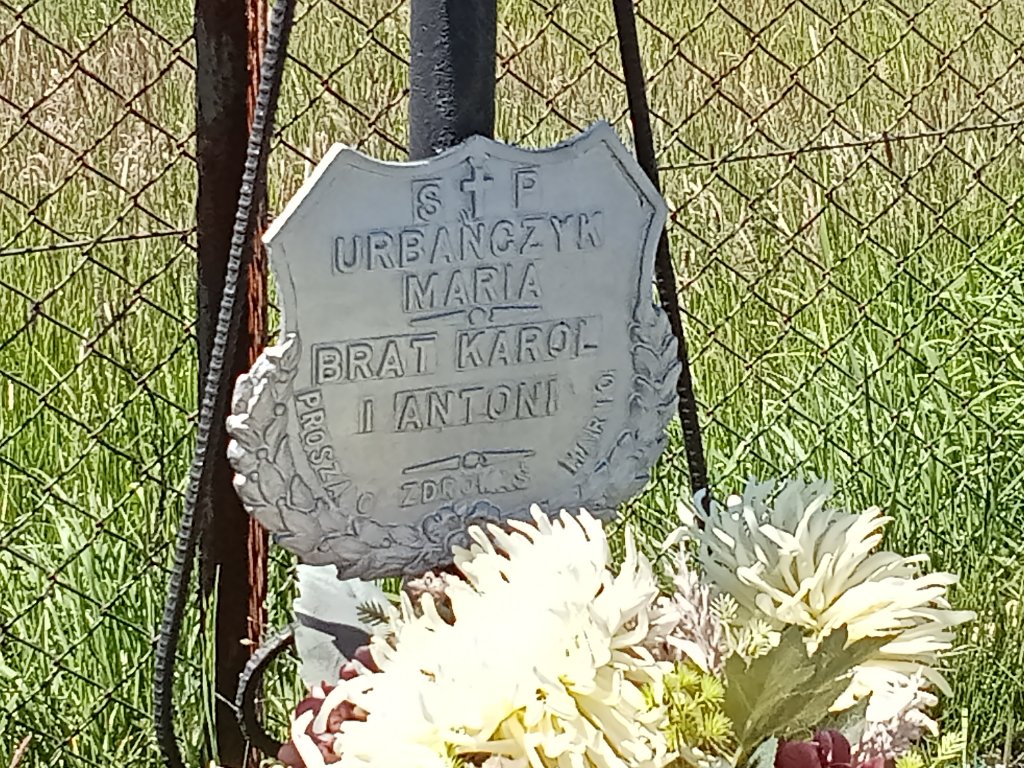 S † P
URBAŃCZYK
MARIA
BRAT KAROL
I ANTONI
PROSZĄ O ZDROWAŚ MARIO